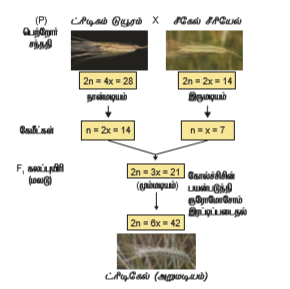 (P) ட்ரிடிகம் டுயூரம் X சீகேல் சீரியேல்
பெற்றோர்
சந்ததி
2n = 4x = 28 2n = 2x = 14
நான்மடியம் இருமடியம்
கேமீட்கள் n = 2x = 14 n = x = 7
F₁ கலப்புயிரி
(மலடு)
2n = 3x = 21
(மும்மடியம்)
கோல்ச்சிசின்
பயன்படுத்தி
குரோமோசோம்
இரட்டிப்படைதல்
2n = 6x = 42
ட்ரிடிகேல் (அறுமடியம்)